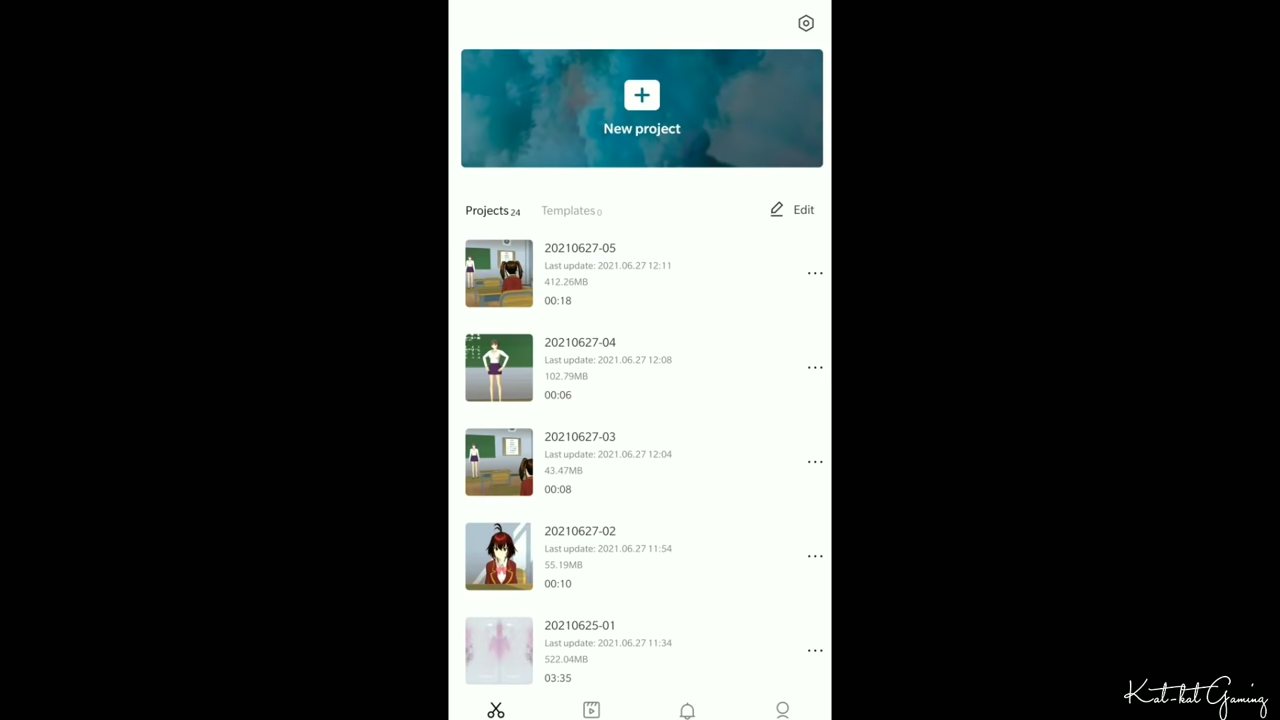 New project
Projects 24
Templates 0
Edit
20210627-05
Last update: 2021.06.27 12:11
412.26MB
00:18
20210627-04
Last update: 2021.06.27 12:08
102.79MB
00:06
20210627-03
Last update: 2021.06.27 12:04
43.47MB
00:08
20210627-02
Last update: 2021.06.27 11:54
55.19MB
00:10
20210625-01
Last update: 2021.06.27 11:34
522.04MB
03:35
Kat-kat Gaming